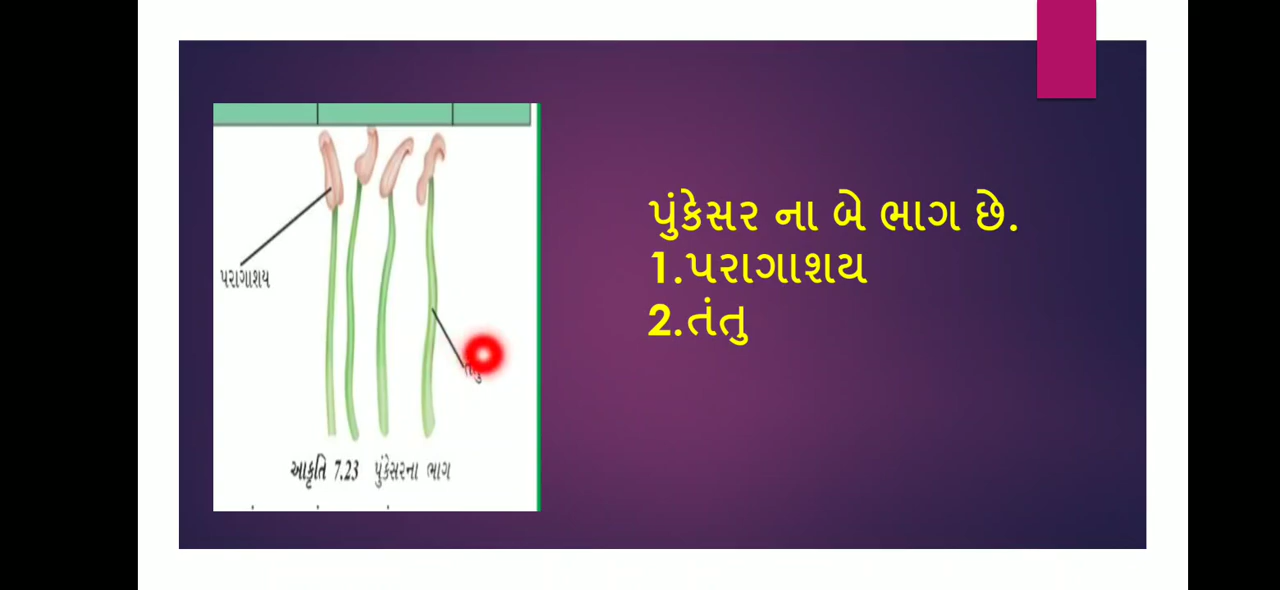 પુંકેસર ના બે ભાગ છે.
1.પરાગાશય
2.તંતુ
પરાગાશય
આકૃતિ 7.23 પુંકેસરના ભાગ